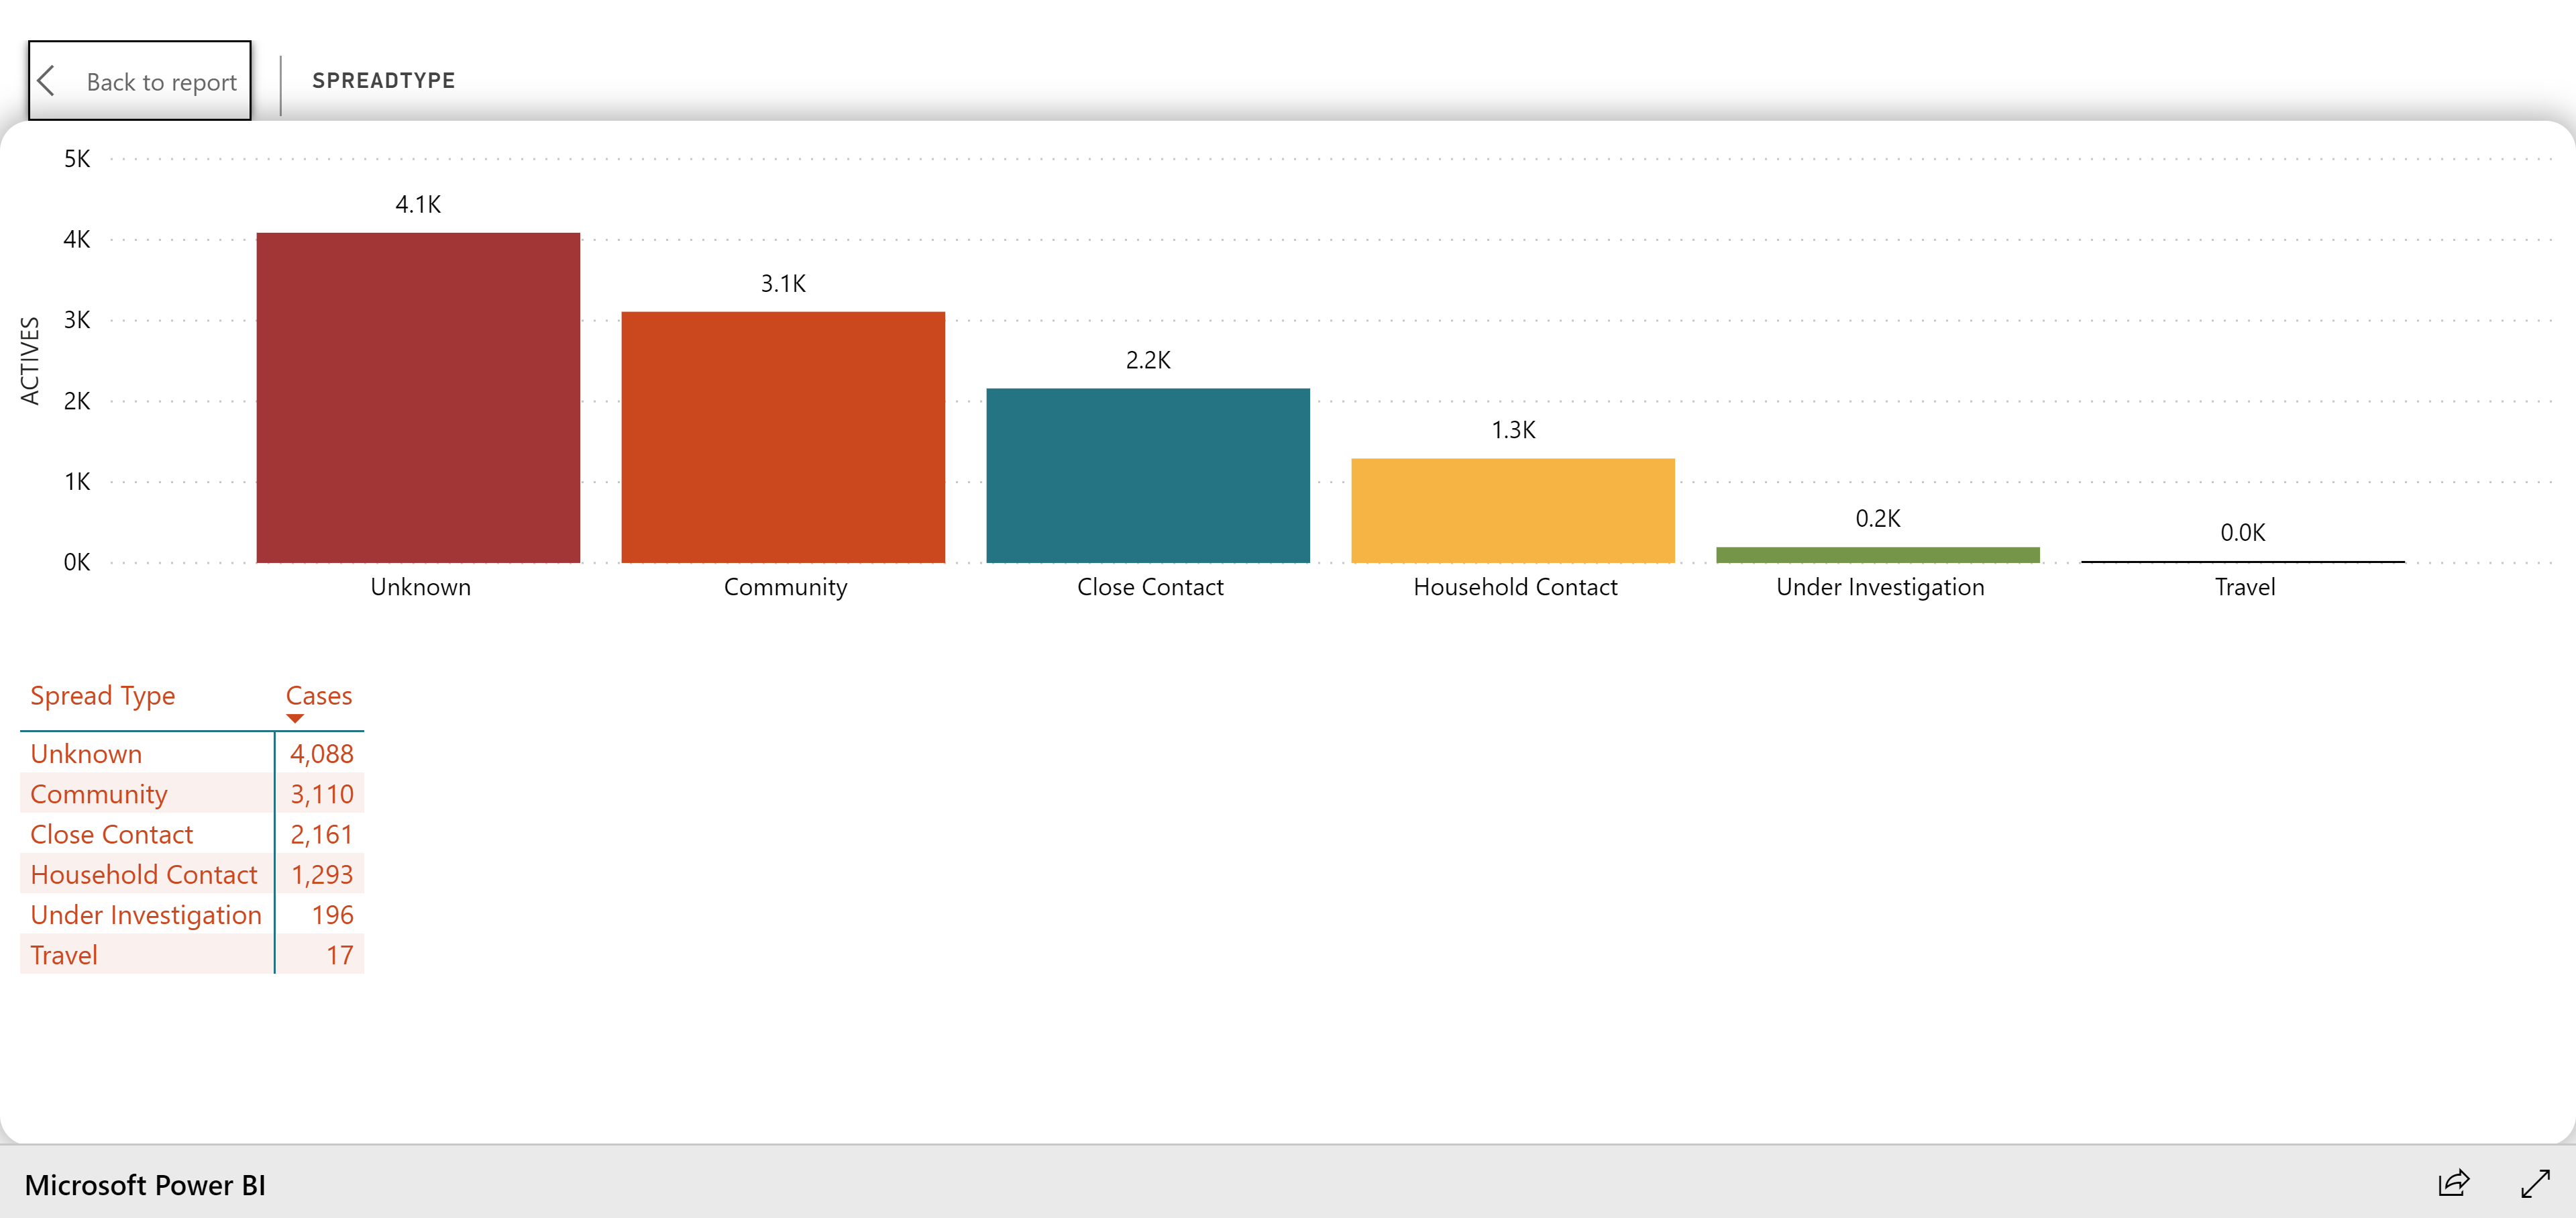 Back to report
SPREADTYPE
5K
4K
3K
2K
1K
0K
ACTIVES
4.1K
3.1K
2.2K
1.3K
0.2K
0.0K
Unknown
Community
Close Contact
Household Contact
Under Investigation
Travel
Spread Type Cases
Unknown 4,088
Community 3,110
Close Contact 2,161
Household Contact 1,293
Under Investigation 196
Travel 17
Microsoft Power BI